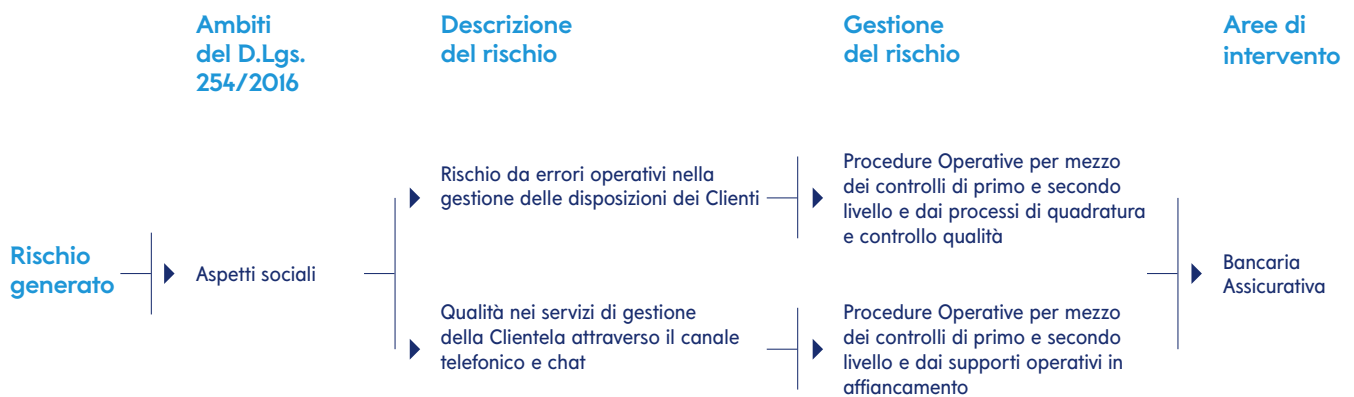 Ambiti
del D.Lgs.
254/2016
Descrizione
del rischio
Gestione
del rischio
Aree di
intervento
Rischio
generato
Aspetti sociali
Rischio da errori operativi nella
gestione delle disposizioni dei Clienti
Procedure Operative per mezzo
dei controlli di primo e secondo
livello e dai processi di quadratura
e controllo qualità
Qualità nei servizi di gestione
della Clientela attraverso il canale
telefonico e chat
Procedure Operative per mezzo
dei controlli di primo e secondo
livello e dai supporti operativi in
affiancamento
Bancaria
Assicurativa